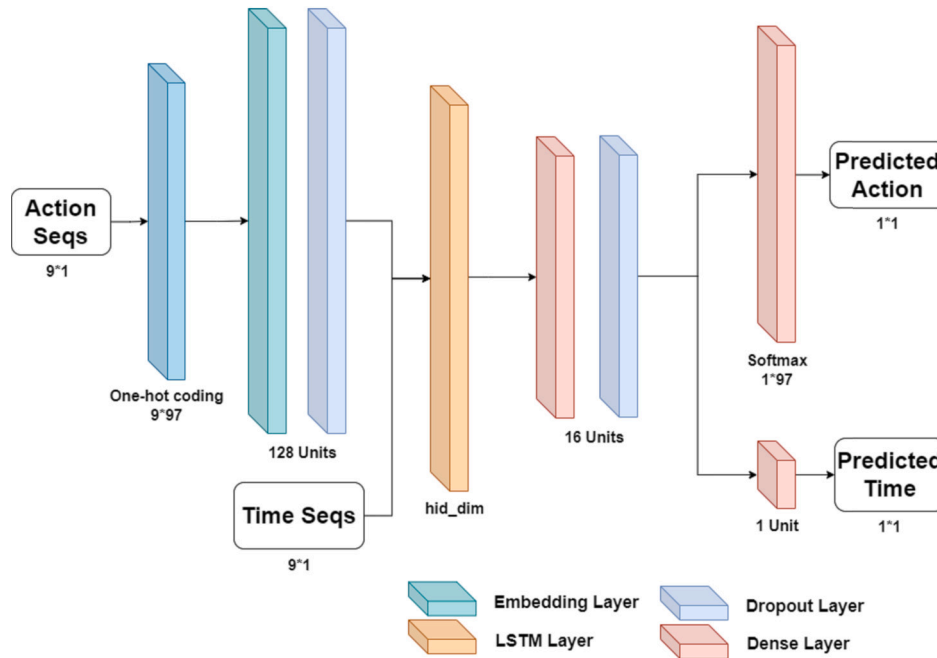 Action
Seqs
9*1
One-hot coding
9*97
128 Units
Time Seqs
9*1
hid_dim
16 Units
Softmax
1*97
Predicted
Action
1*1
1 Unit
Predicted
Time
1*1
Embedding Layer
Dropout Layer
LSTM Layer
Dense Layer